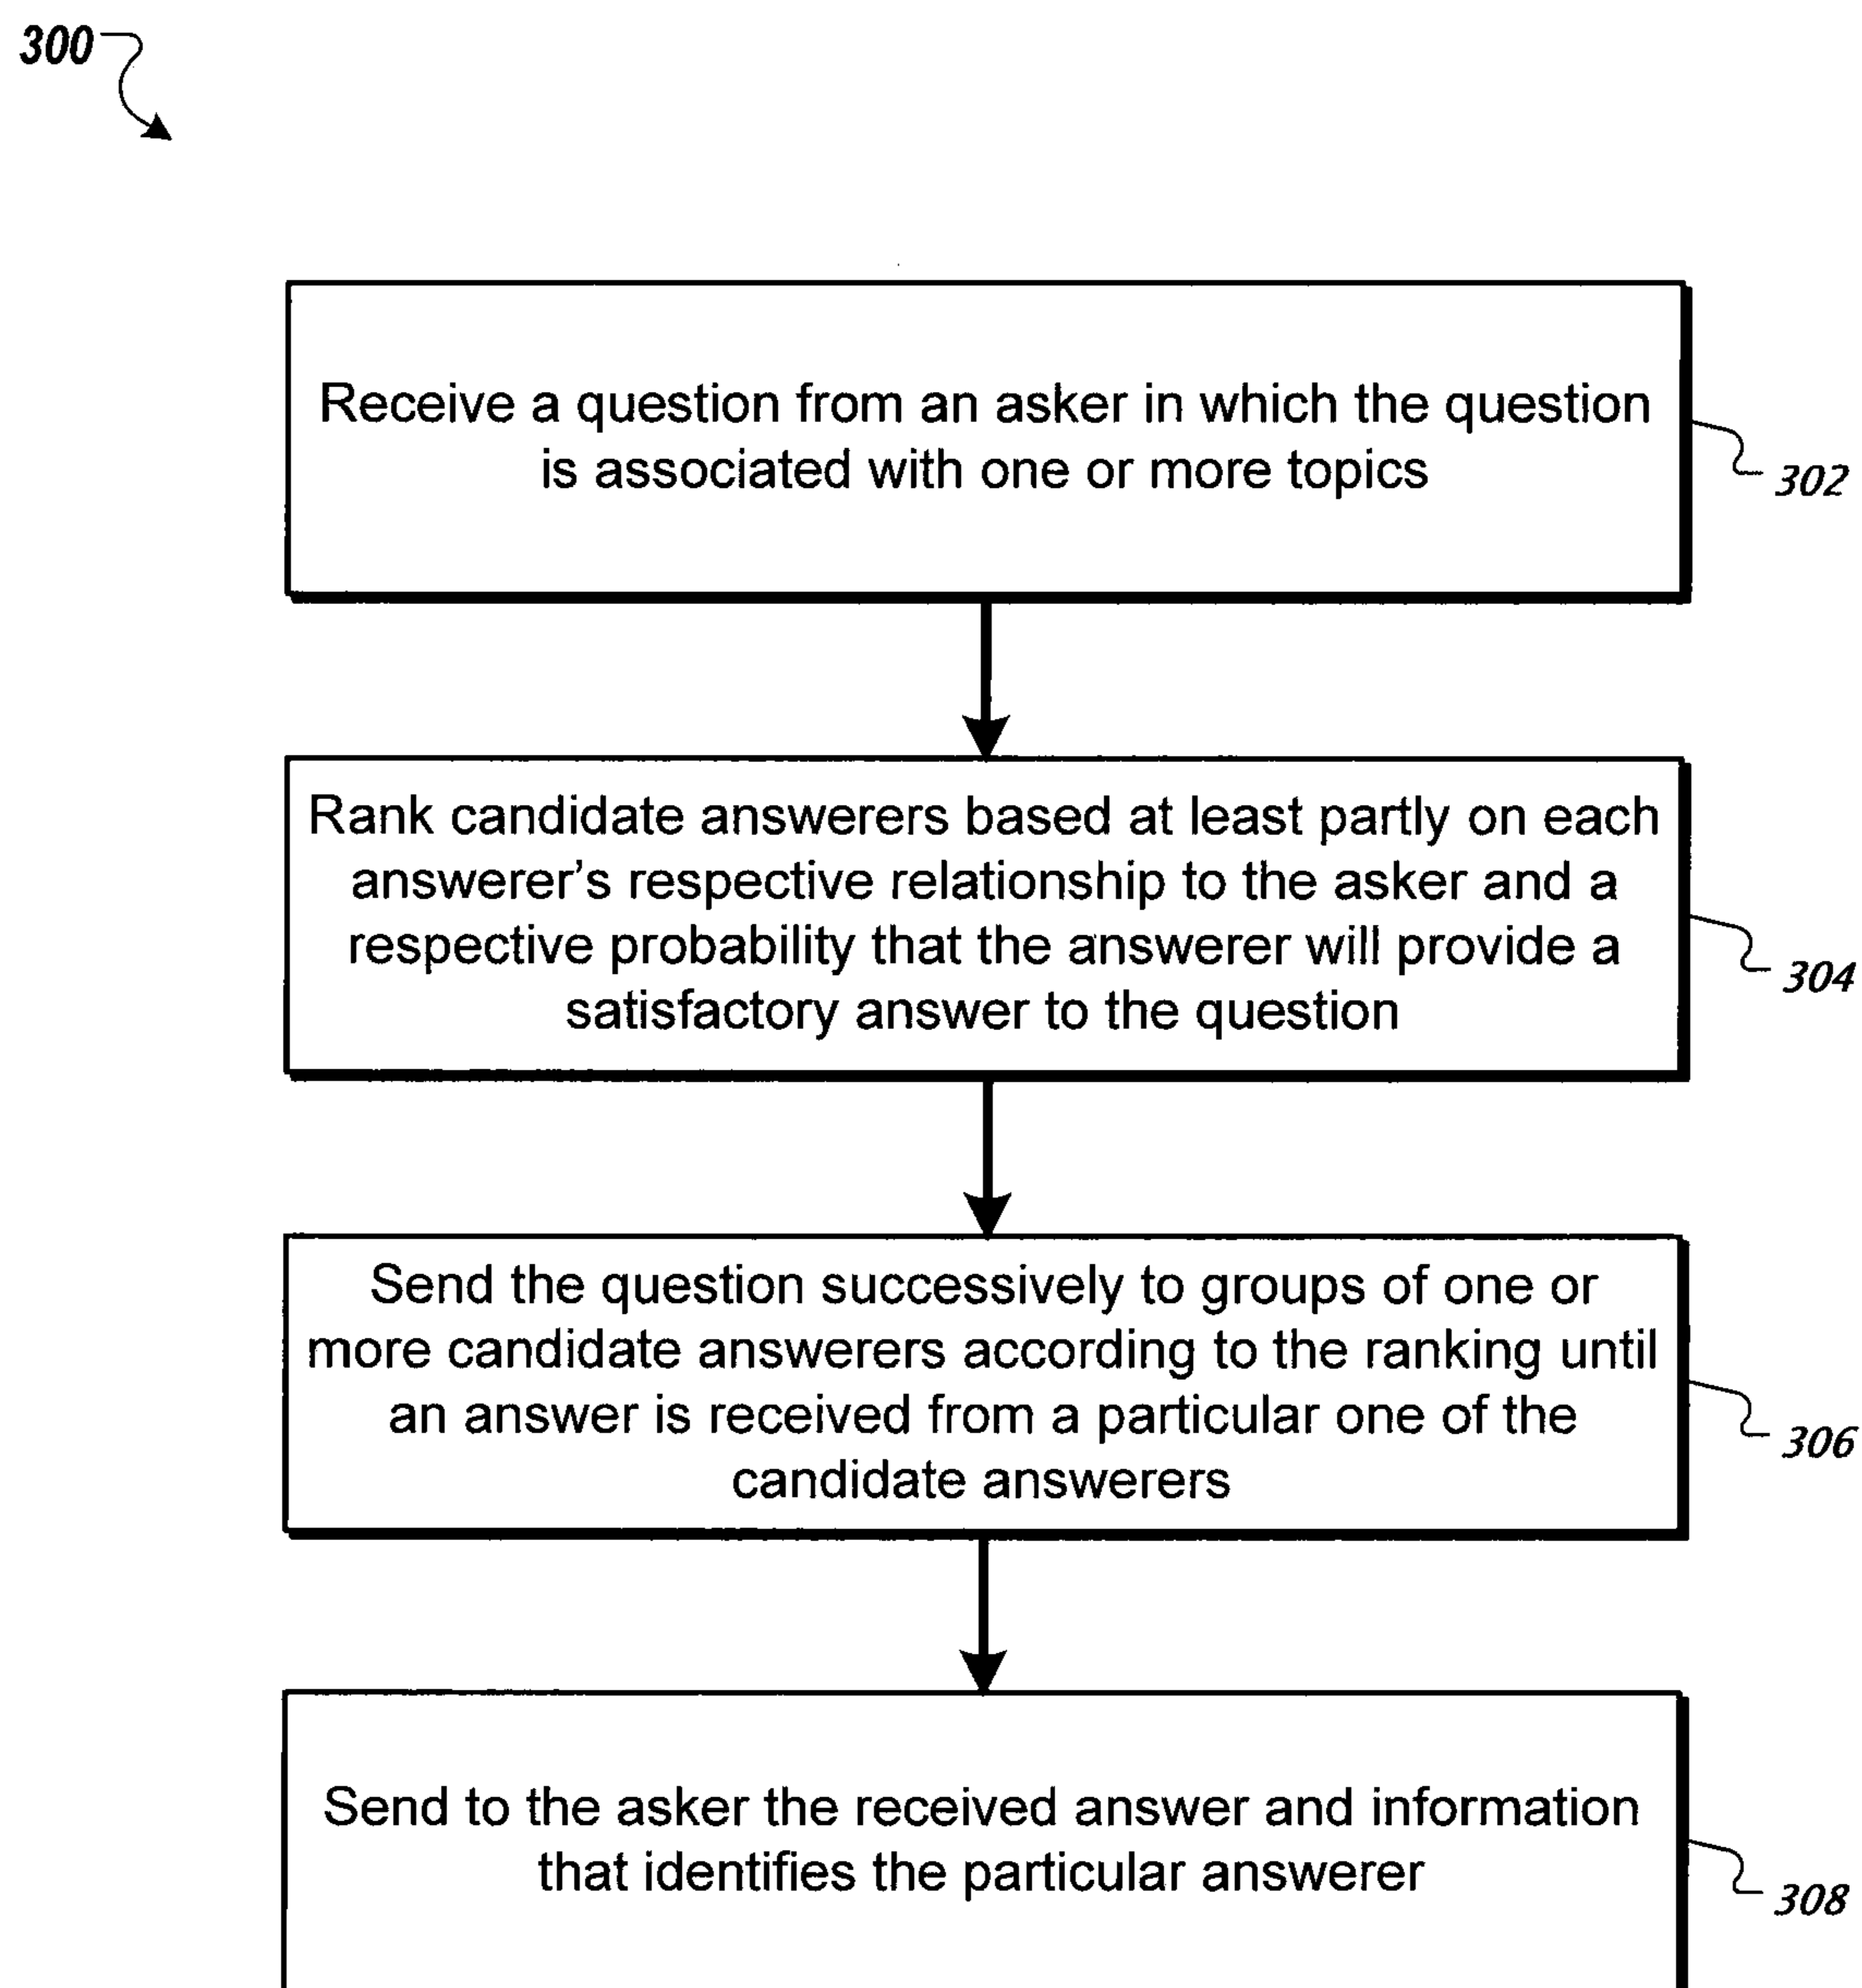 300
Receive a question from an asker in which the question
is associated with one or more topics
302
Rank candidate answerers based at least partly on each
answerer’s respective relationship to the asker and a
respective probability that the answerer will provide a
satisfactory answer to the question
304
Send the question successively to groups of one or
more candidate answerers according to the ranking until
an answer is received from a particular one of the
candidate answerers
306
Send to the asker the received answer and information
that identifies the particular answerer
308